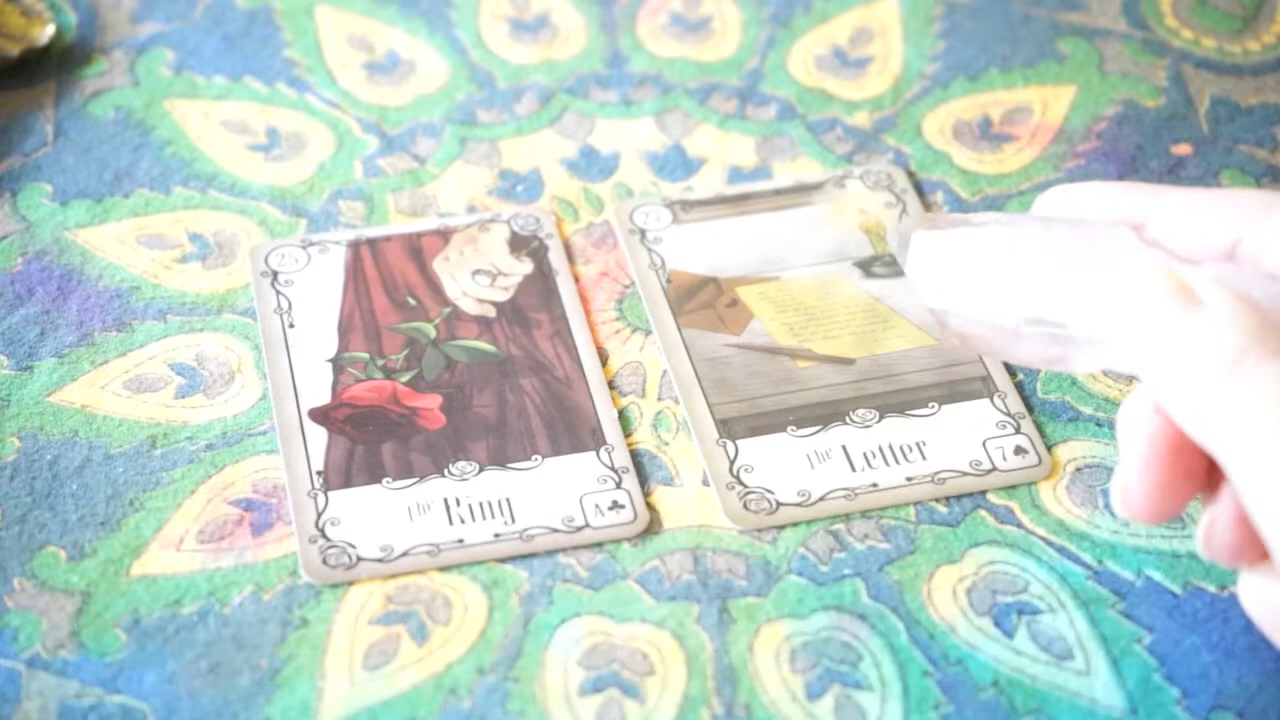 25
The Ring
A♣
27
The Letter
7♠